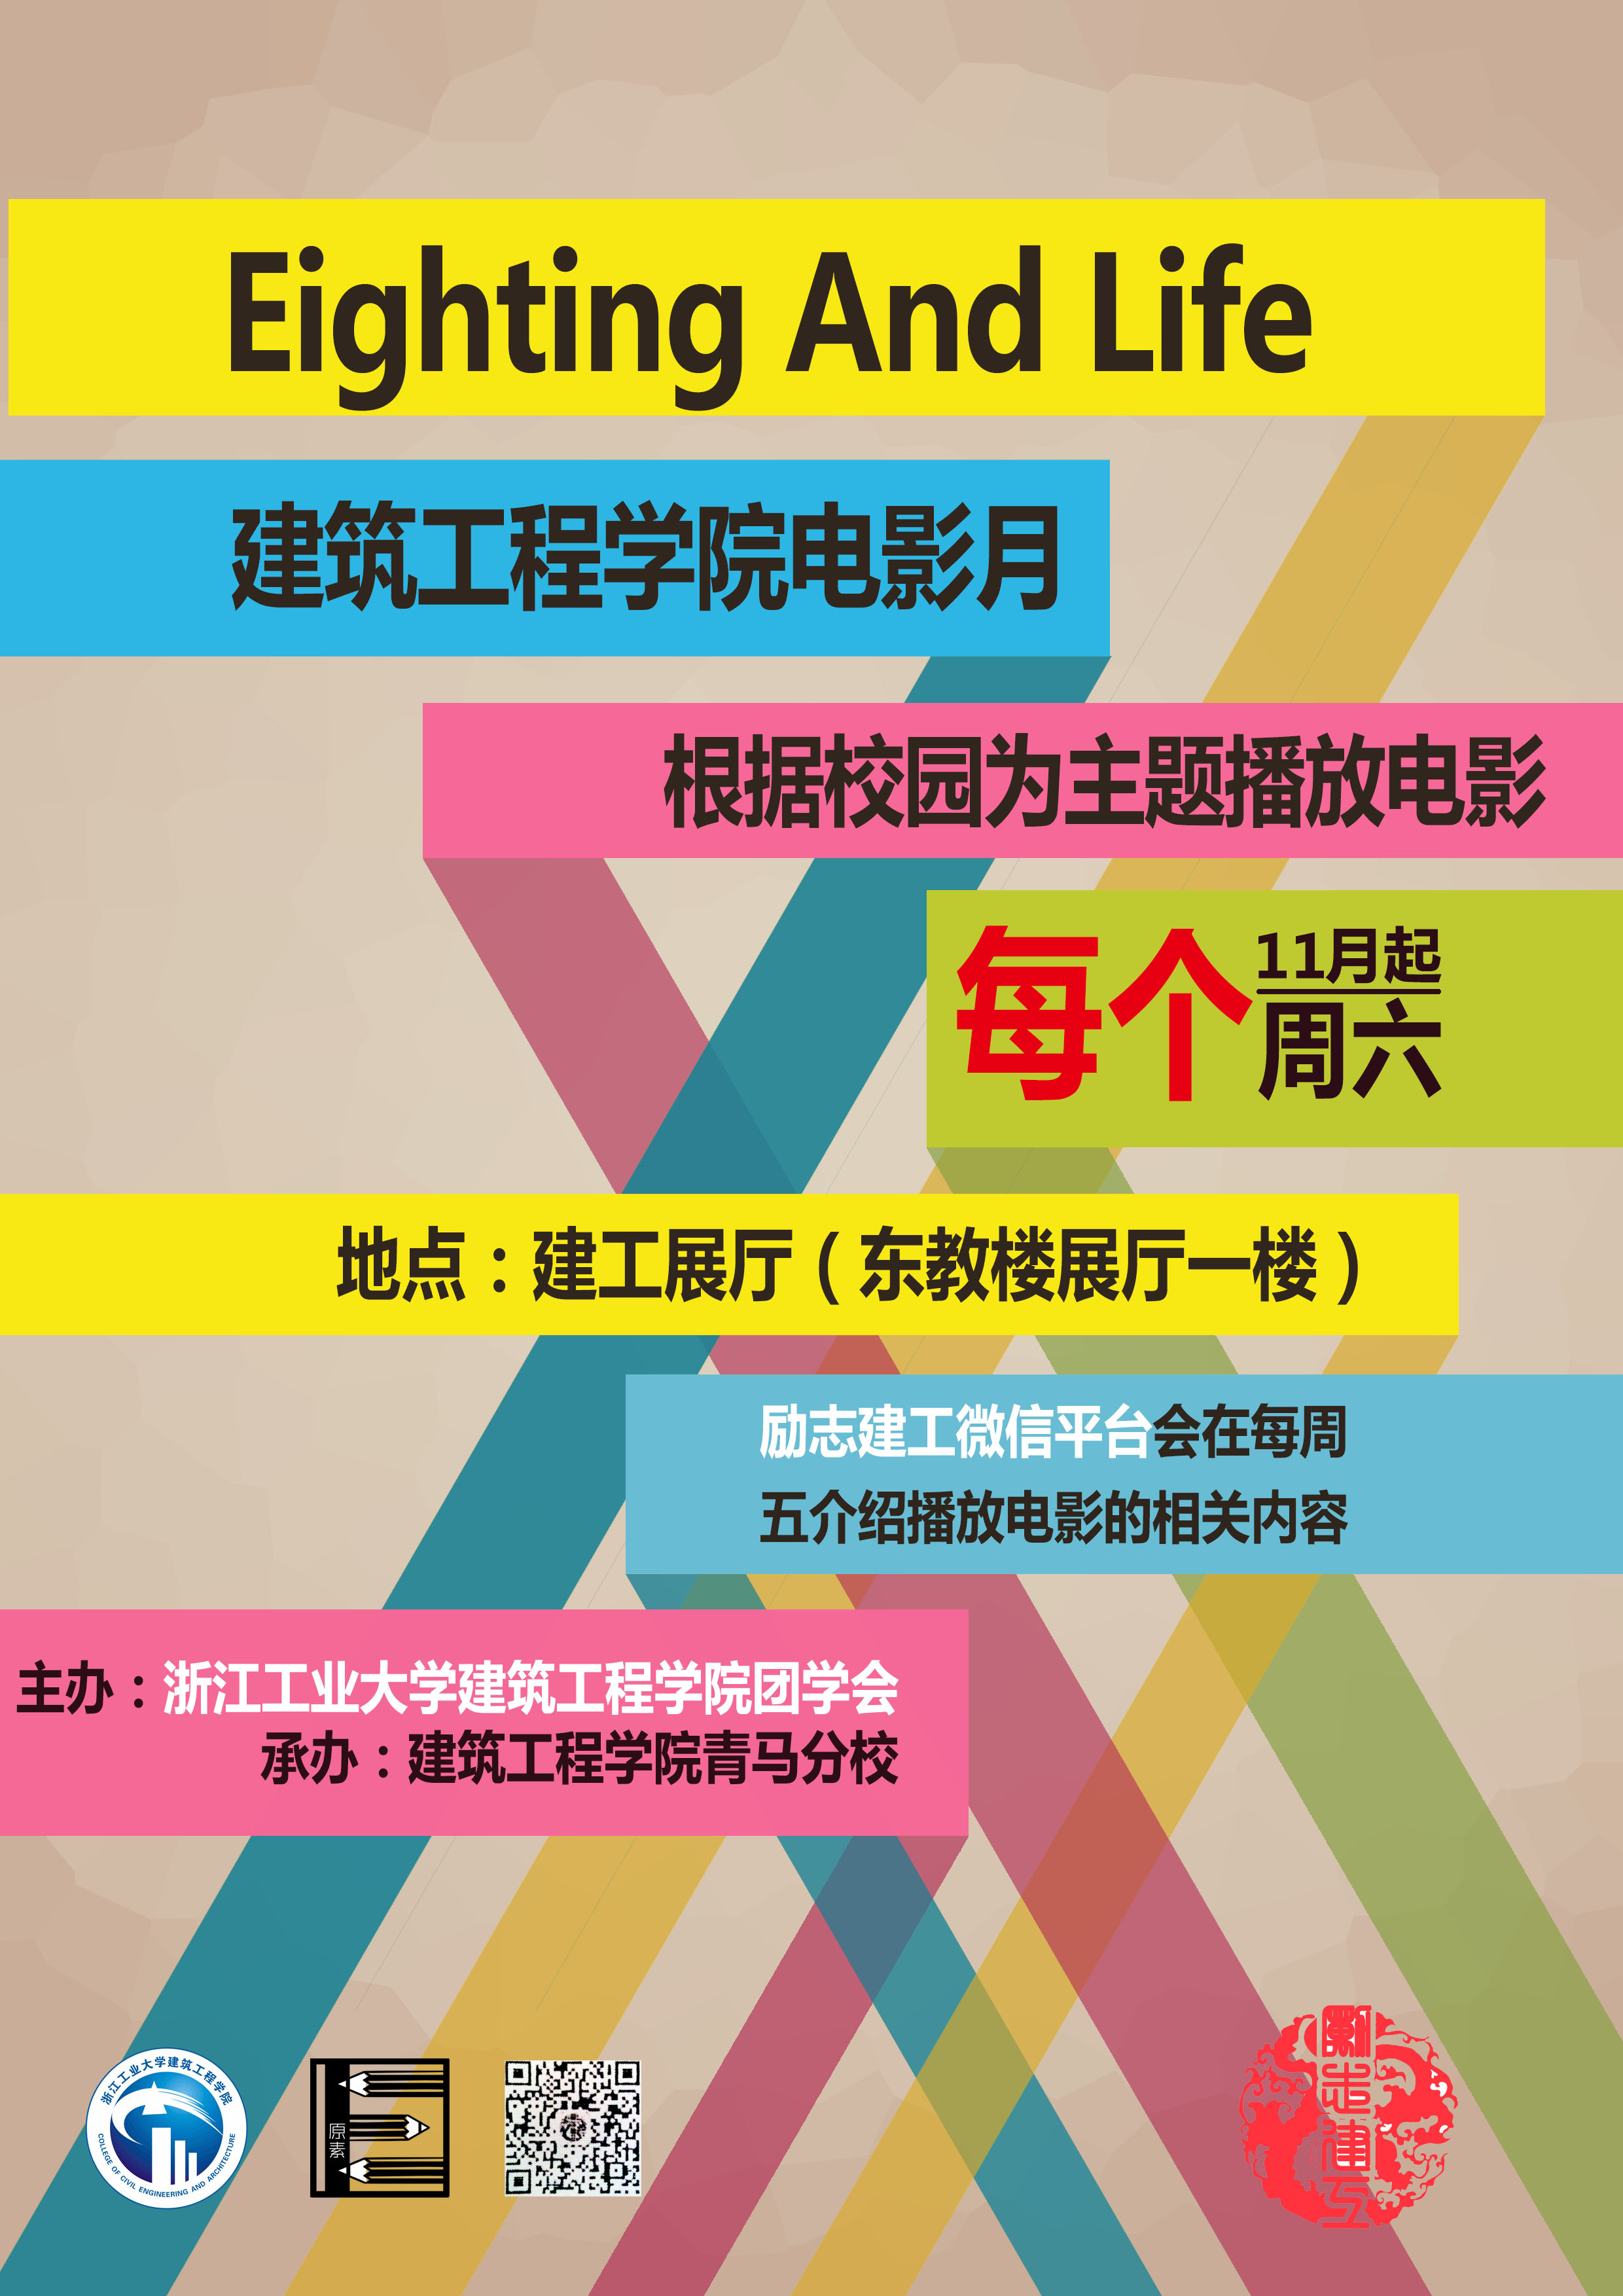 Eighting And Life
建筑工程学院电影月
根据校园为主题播放电影
每个
11月起
周六
地点：建工展厅（东教楼展厅一楼）
励志建工微信平台会在每周
五介绍播放电影的相关内容
主办：浙江工业大学建筑工程学院团学会
承办：建筑工程学院青马分校
浙江工业大学建筑工程学院
COLLEGE OF CIVIL ENGINEERING AND ARCHITECTURE
原素
励志建工